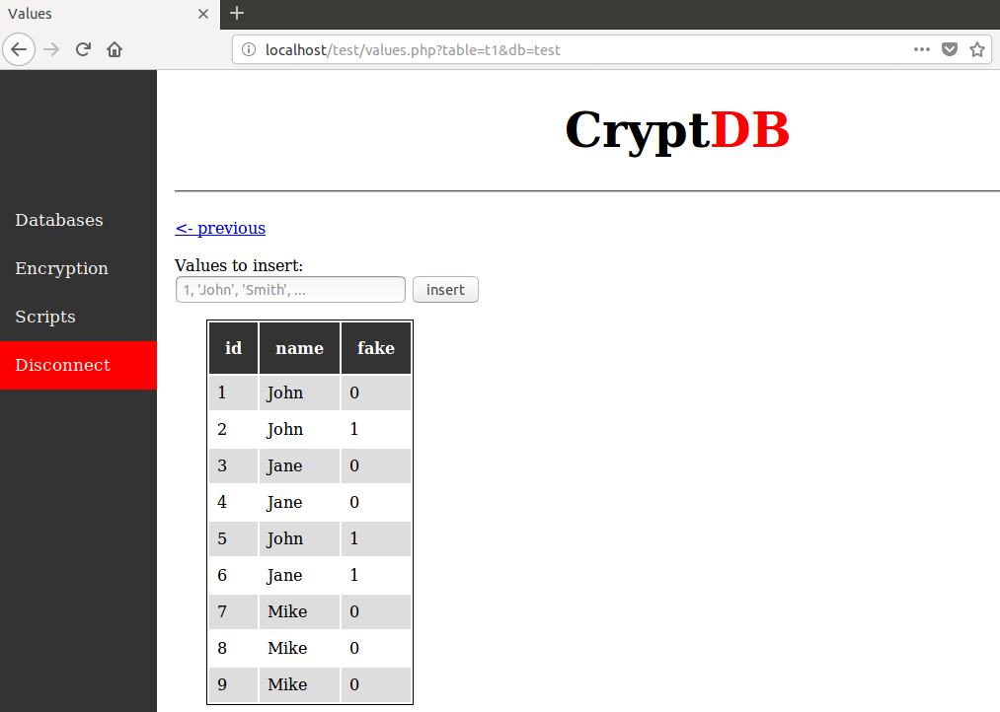 Values
localhost/test/values.php?table=t1&db=test
CryptDB
Databases
Encryption
Scripts
Disconnect
<- previous
Values to insert:
1, 'John', 'Smith', ... insert
id name fake
1 John 0
2 John 1
3 Jane 0
4 Jane 0
5 John 1
6 Jane 1
7 Mike 0
8 Mike 0
9 Mike 0